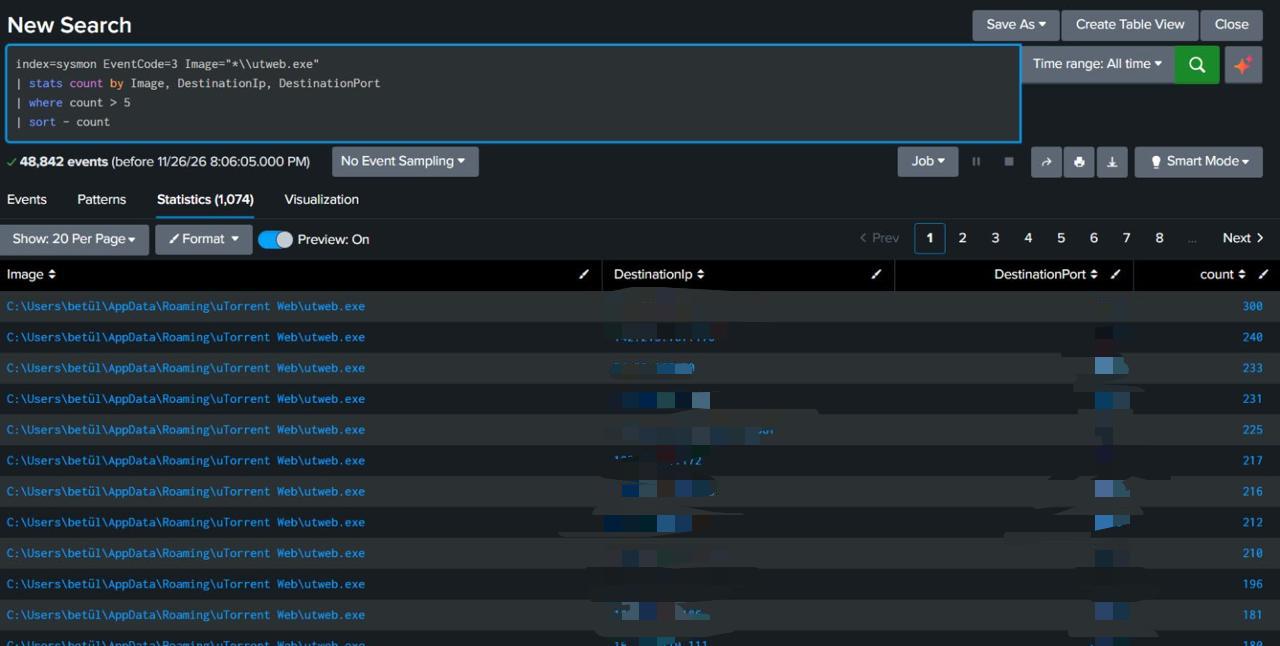 New Search
Save As
Create Table View
Close
index=sysmon EventCode=3 Image="*\\utweb.exe"
| stats count by Image, DestinationIp, DestinationPort
| where count > 5
| sort - count
Time range: All time
48,842 events (before 11/26/26 8:06:05.000 PM)
No Event Sampling
Job
Smart Mode
Events
Patterns
Statistics (1,074)
Visualization
Show: 20 Per Page
Format
Preview: On
Prev
1
2
3
4
5
6
7
8
...
Next
Image
DestinationIp
DestinationPort
count
C:\Users\betül\AppData\Roaming\uTorrent Web\utweb.exe 300
C:\Users\betül\AppData\Roaming\uTorrent Web\utweb.exe 240
C:\Users\betül\AppData\Roaming\uTorrent Web\utweb.exe 233
C:\Users\betül\AppData\Roaming\uTorrent Web\utweb.exe 231
C:\Users\betül\AppData\Roaming\uTorrent Web\utweb.exe 225
C:\Users\betül\AppData\Roaming\uTorrent Web\utweb.exe 217
C:\Users\betül\AppData\Roaming\uTorrent Web\utweb.exe 216
C:\Users\betül\AppData\Roaming\uTorrent Web\utweb.exe 212
C:\Users\betül\AppData\Roaming\uTorrent Web\utweb.exe 210
C:\Users\betül\AppData\Roaming\uTorrent Web\utweb.exe 196
C:\Users\betül\AppData\Roaming\uTorrent Web\utweb.exe 181
C:\Users\betül\AppData\Roaming\uTorrent Web\utweb.exe 180